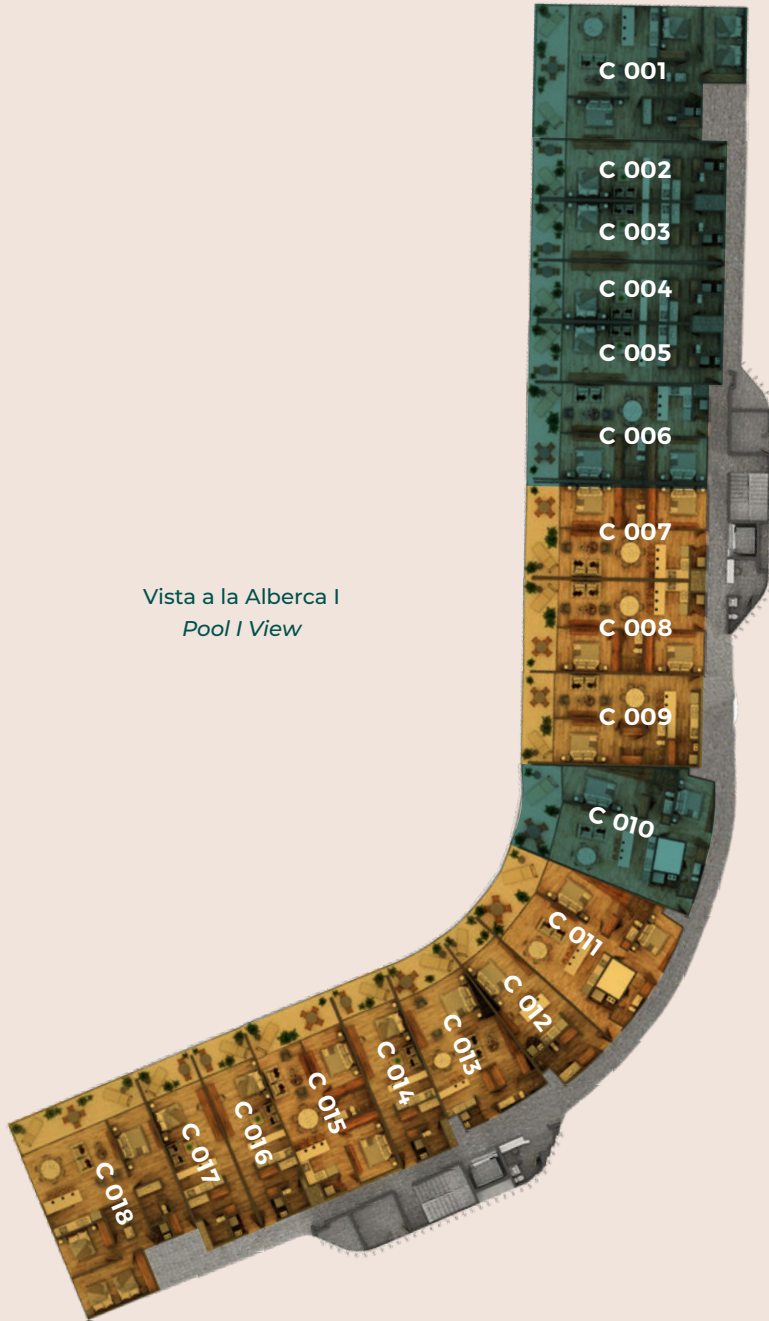 C 001
C 002
C 003
C 004
C 005
C 006
C 007
Vista a la Alberca I
Pool I View
C 008
C 009
C 010
C 011
C 012
C 013
C 014
C 015
C 016
C 017
C 018